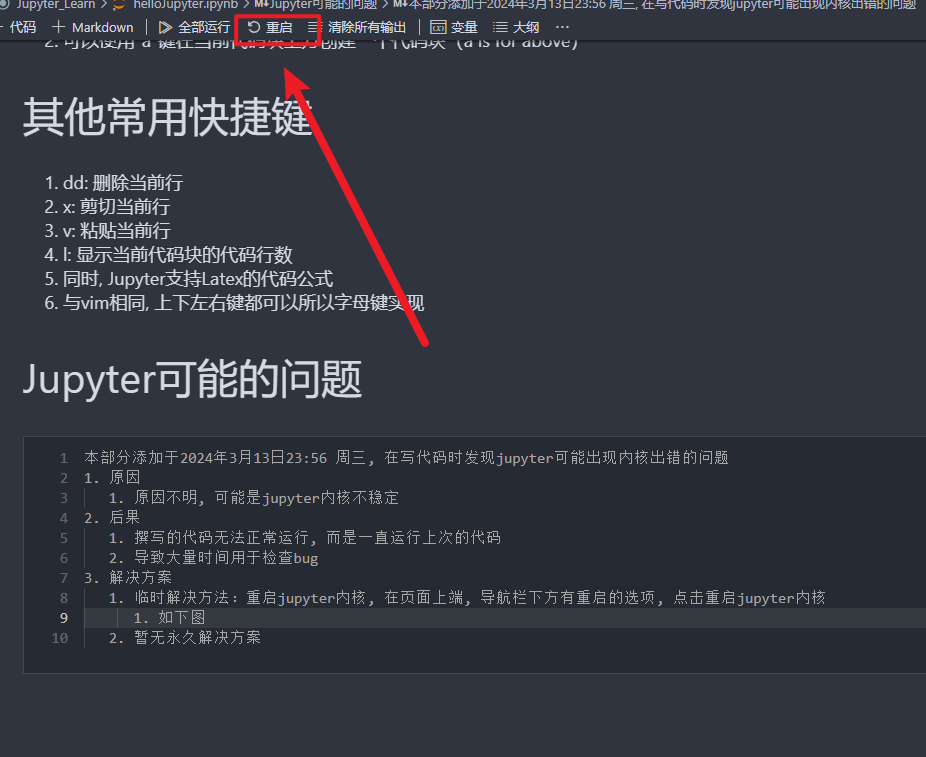 Jupyter_Learn > helloJupyter.ipynb > M↓Jupyter可能的问题 > M↓本部分添加于2024年3月13日23:56 周三, 在写代码时发现jupyter可能出现内核出错的问题
代码 + Markdown | 全部运行 重启 清除所有输出 | 变量 大纲 ...
2. 可以使用 a 键在当前代码块上方创建一个代码块（a is for above）
其他常用快捷键
1. dd: 删除当前行
2. x: 剪切当前行
3. v: 粘贴当前行
4. l: 显示当前代码块的代码行数
5. 同时, Jupyter支持Latex的代码公式
6. 与vim相同, 上下左右键都可以所以字母键实现
Jupyter可能的问题
1 本部分添加于2024年3月13日23:56 周三, 在写代码时发现jupyter可能出现内核出错的问题
2 1. 原因
3 1. 原因不明, 可能是jupyter内核不稳定
4 2. 后果
5 1. 撰写的代码无法正常运行, 而是一直运行上次的代码
6 2. 导致大量时间用于检查bug
7 3. 解决方案
8 1. 临时解决方法: 重启jupyter内核, 在页面上端, 导航栏下方有重启的选项, 点击重启jupyter内核
9 1. 如下图
10 2. 暂无永久解决方案